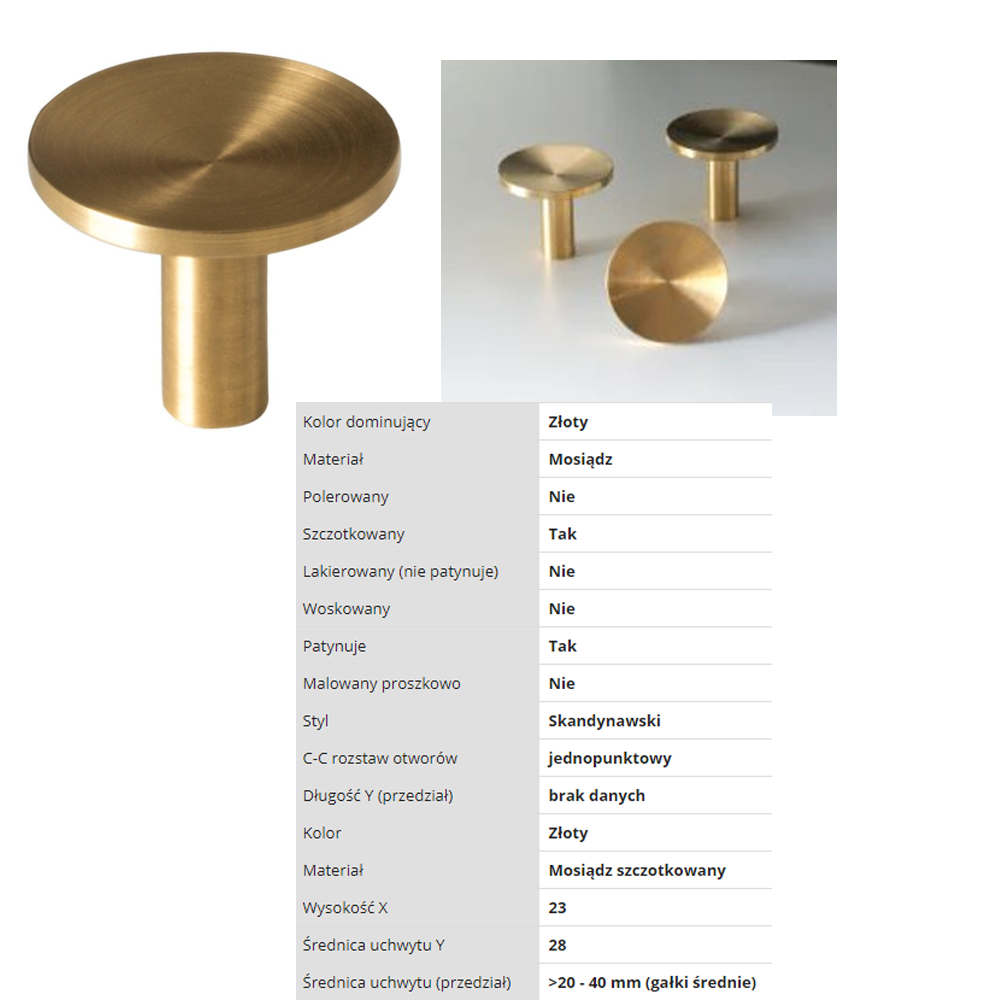 Kolor dominujący Złoty
Materiał Mosiądz
Polerowany Nie
Szczotkowany Tak
Lakierowany (nie patynuje) Nie
Woskowany Nie
Patynuje Tak
Malowany proszkowo Nie
Styl Skandynawski
C-C rozstaw otworów jednopunktowy
Długość Y (przedział) brak danych
Kolor Złoty
Materiał Mosiądz szczotkowany
Wysokość X 23
Średnica uchwytu Y 28
Średnica uchwytu (przedział) >20 - 40 mm (gałki średnie)